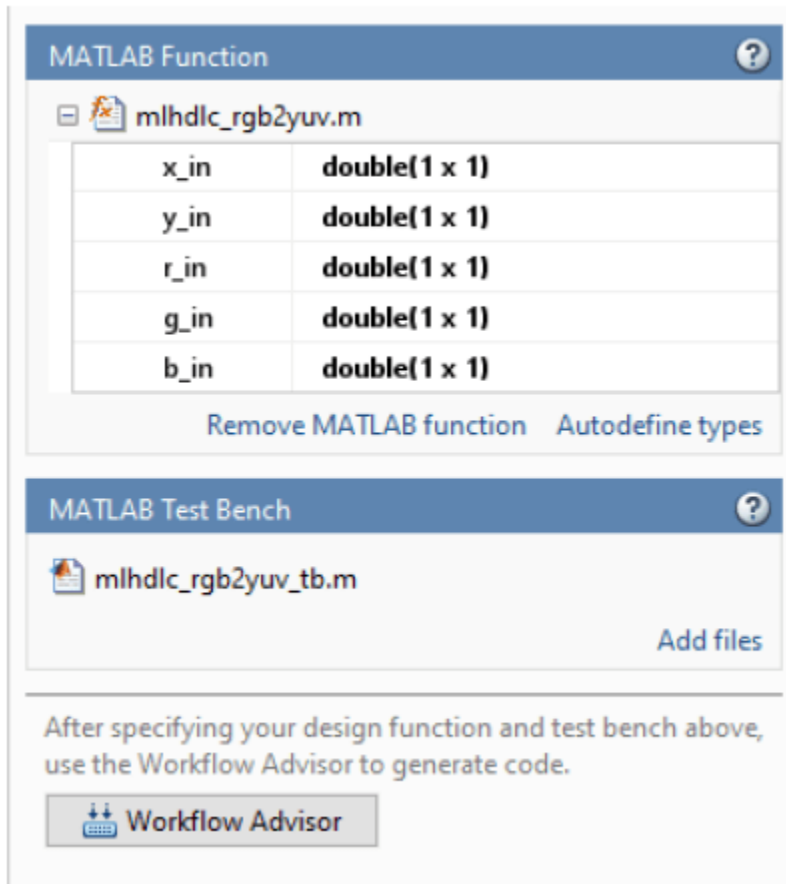 MATLAB Function
?
mlhdlc_rgb2yuv.m
x_in double(1 x 1)
y_in double(1 x 1)
r_in double(1 x 1)
g_in double(1 x 1)
b_in double(1 x 1)
Remove MATLAB function Autodefine types
MATLAB Test Bench
?
mlhdlc_rgb2yuv_tb.m
Add files
After specifying your design function and test bench above,
use the Workflow Advisor to generate code.
Workflow Advisor